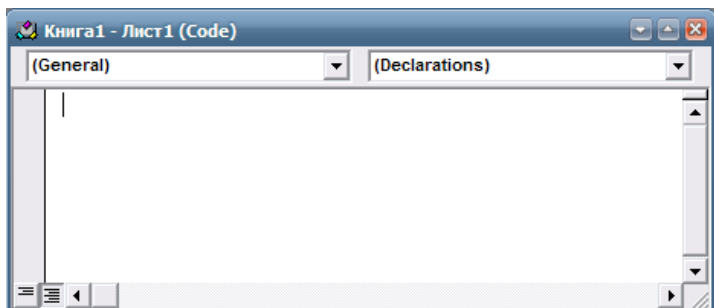 Книга1 - Лист1 (Code)
(General) (Declarations)